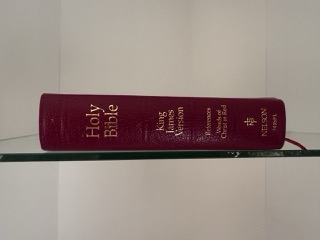 Holy
Bible
King
James
Version
References
Words of
Christ in Red
NELSON